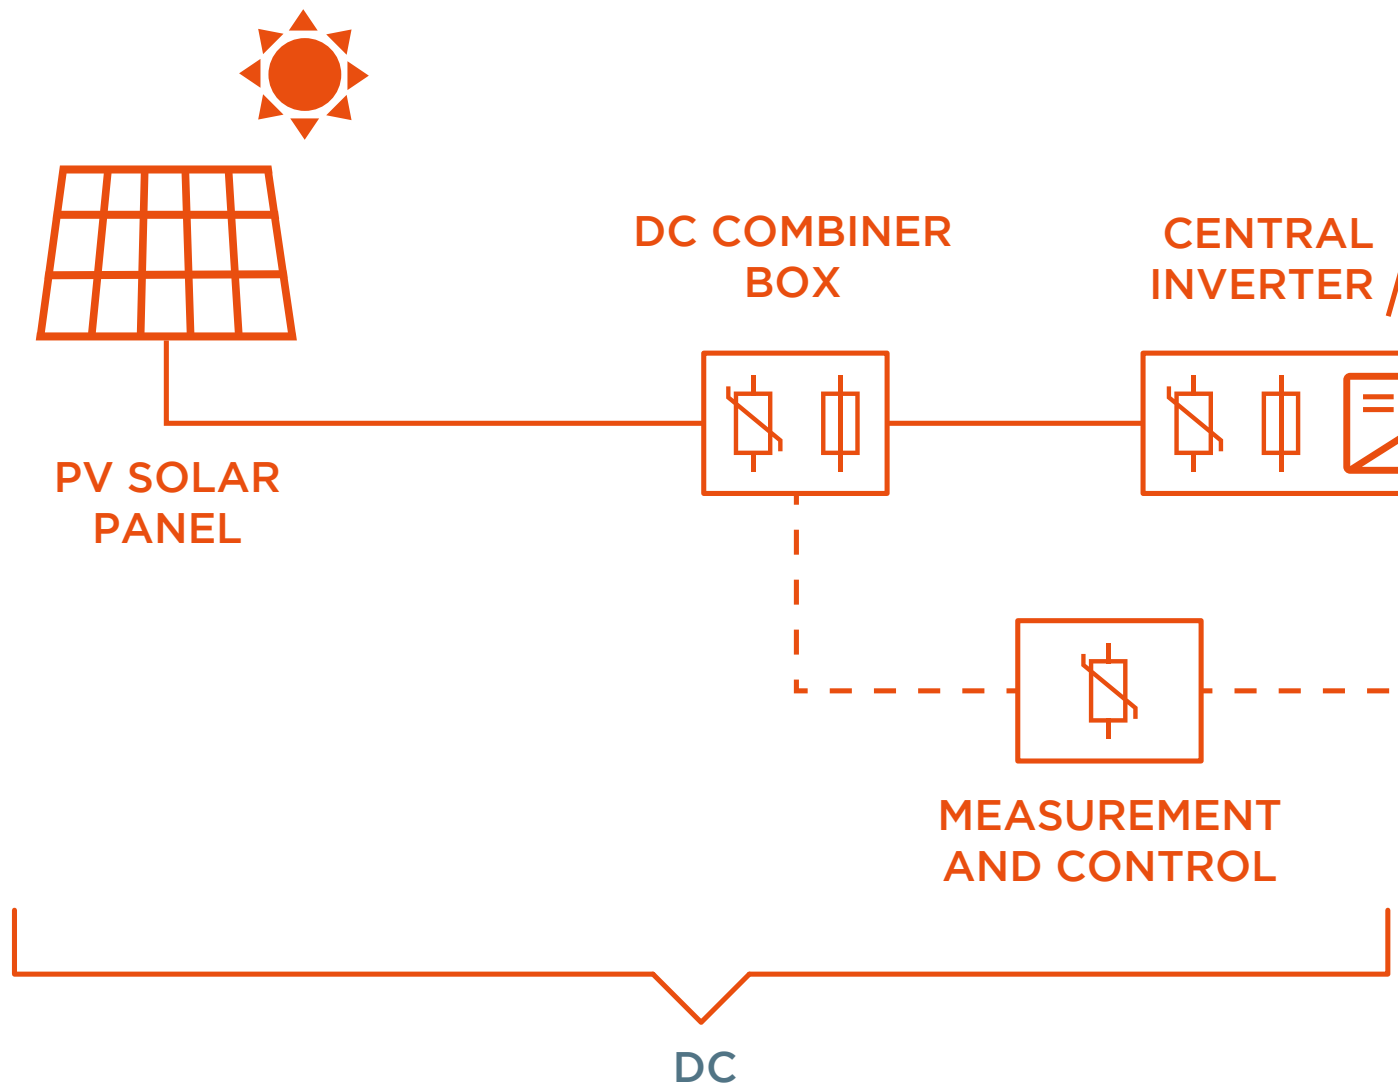 DC COMBINER
BOX
CENTRAL
INVERTER /
PV SOLAR
PANEL
MEASUREMENT
AND CONTROL
DC